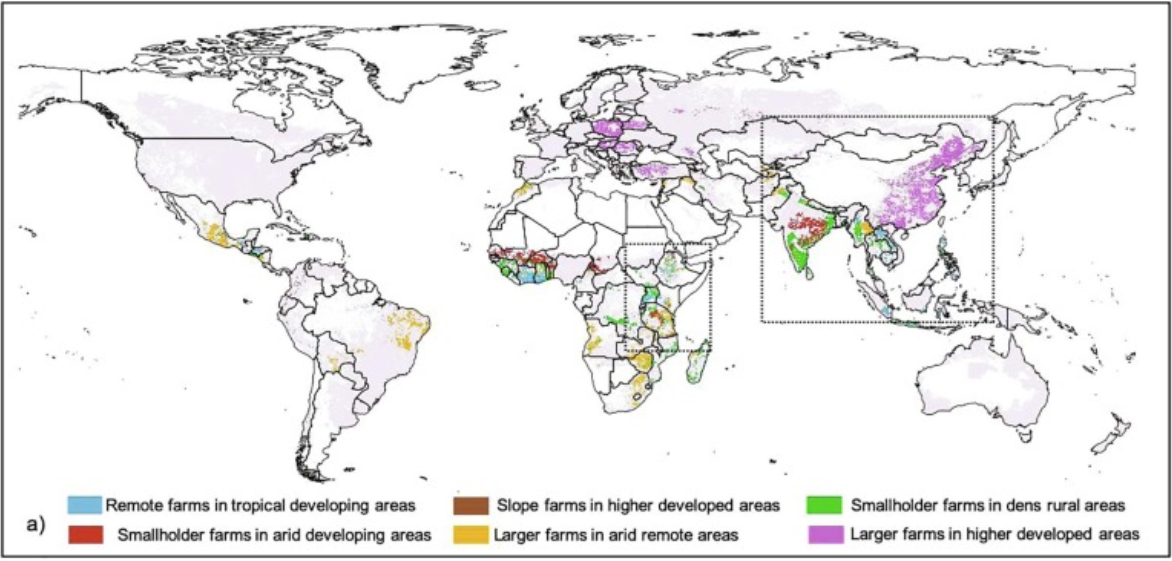 Remote farms in tropical developing areas
Slope farms in higher developed areas
Smallholder farms in dens rural areas
a)
Smallholder farms in arid developing areas
Larger farms in arid remote areas
Larger farms in higher developed areas